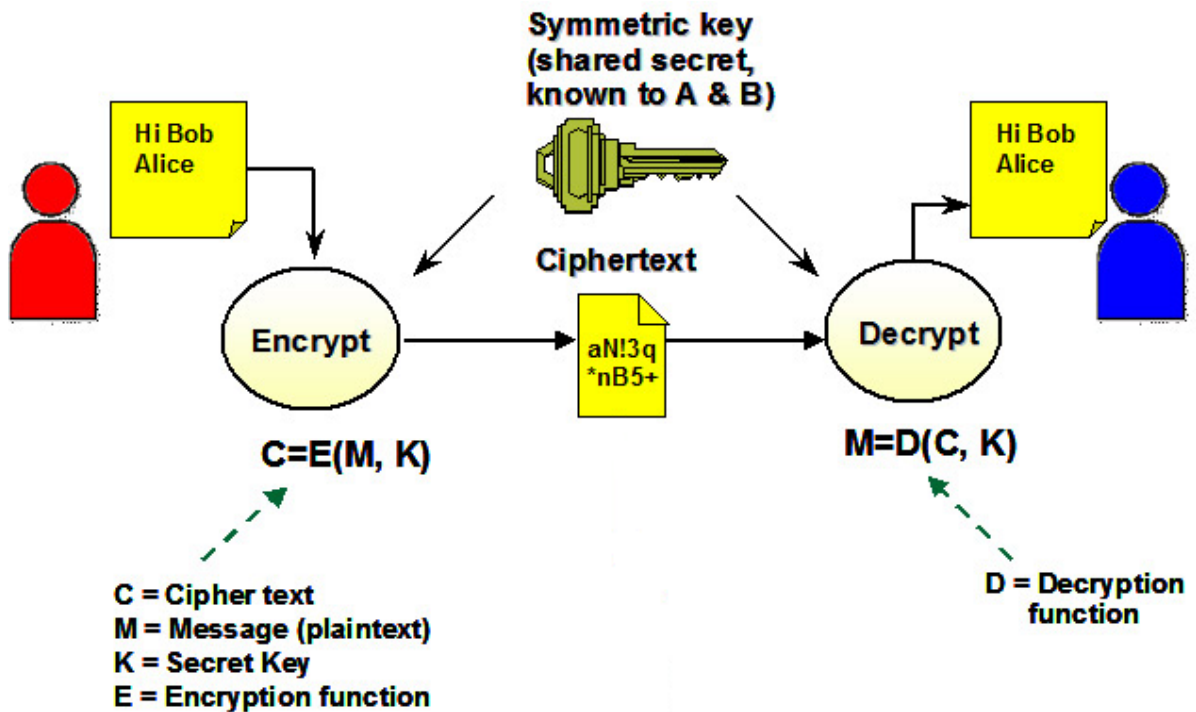 Symmetric key
(shared secret,
known to A & B)
Hi Bob
Alice
Hi Bob
Alice
Ciphertext
Encrypt
aN!3q
*nB5+
Decrypt
C=E(M, K)
M=D(C, K)
C = Cipher text
M = Message (plaintext)
K = Secret Key
E = Encryption function
D = Decryption
function